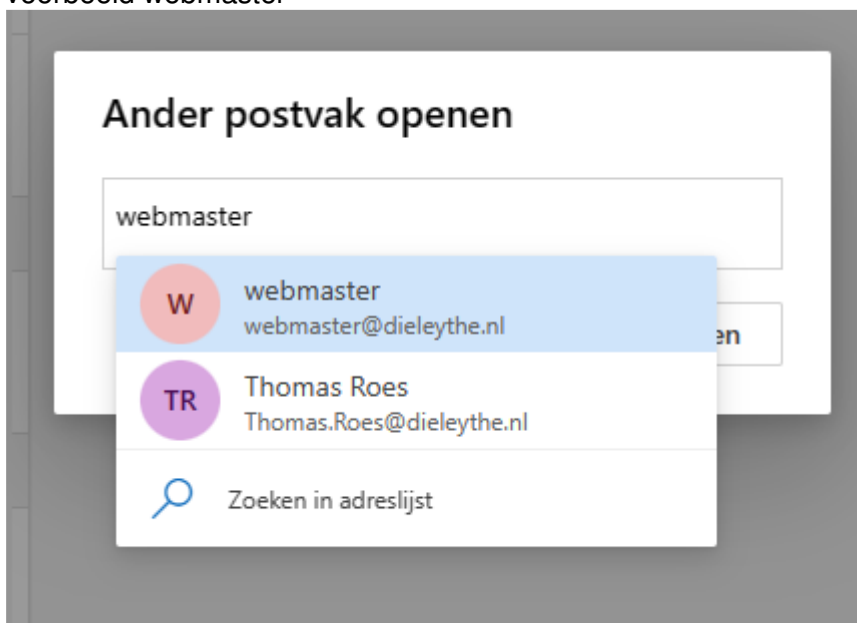 voorbeeld webmaster
Ander postvak openen
webmaster
W
webmaster
webmaster@dieleythe.nl
en
TR
Thomas Roes
Thomas.Roes@dieleythe.nl
Zoeken in adreslijst